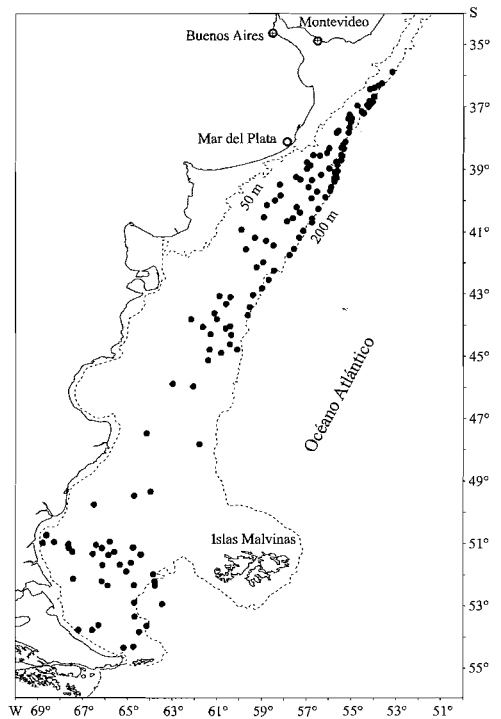 S
Montevideo
Buenos Aires
35°
37°
Mar del Plata
39°
50 m
200 m
41°
43°
45°
Océano Atlántico
47°
49°
Islas Malvinas
51°
53°
55°
W 69° 67° 65° 63° 61° 59° 57° 55° 53° 51°